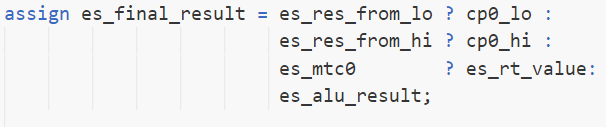 assign es_final_result = es_res_from_lo ? cp0_lo :
es_res_from_hi ? cp0_hi :
es_mtc0 ? es_rt_value:
es_alu_result;